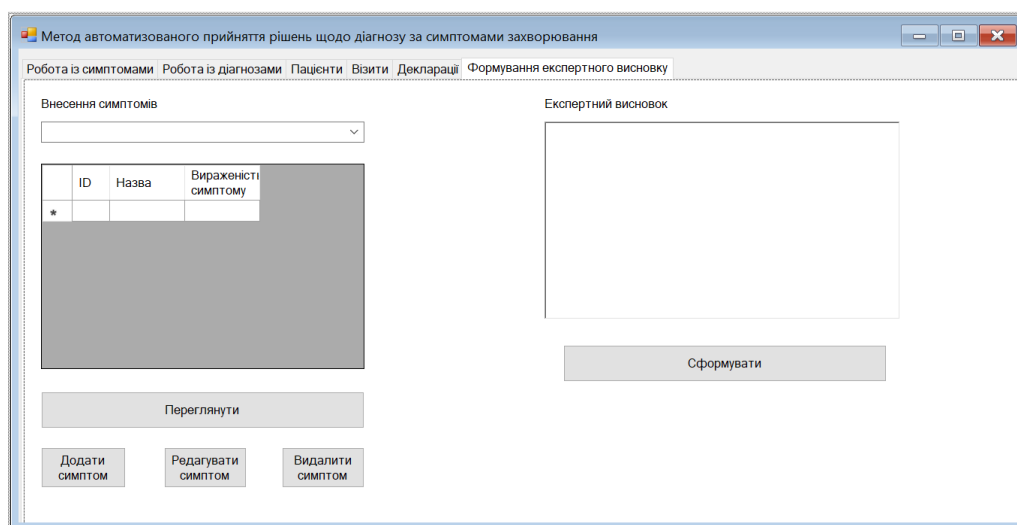 Метод автоматизованого прийняття рішень щодо діагнозу за симптомами захворювання
Робота із симптомами Робота із діагнозами Пацієнти Візити Декларації Формування експертного висновку
Внесення симптомів
Експертний висновок
ID Назва Вираженісті
симптому
*
Сформувати
Переглянути
Додати
симптом
Редагувати
симптом
Видалити
симптом